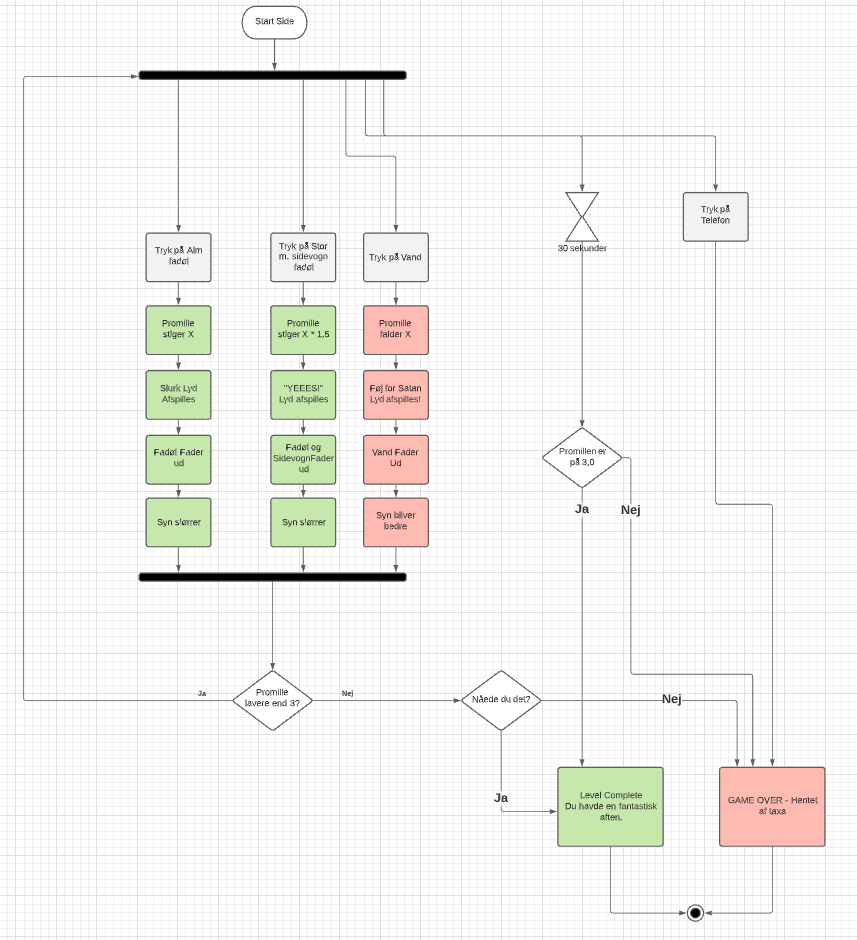 Start Side
Tryk på Alm
fadøl
Promille
stiger X
Slurk Lyd
Afspilles
Fadøl Fader
ud
Syn slørrer
Tryk på Stor
m. sidevogn
fadøl
Promille
stiger X * 1.5
"YEEES!"
Lyd afspilles
Fadøl og
SidevognFader
ud
Syn slørrer
Tryk på Vand
Promille
falder X
Føj for Satan
Lyd afspilles!
Vand Fader
Ud
Syn bliver
bedre
30 sekunder
Tryk på
Telefon
Promillen er
på 3,0
Ja
Nej
Promille
lavere end 3?
Ja
Nej
Nåede du det?
Nej
Ja
Level Complete
Du havde en fantastisk
aften.
GAME OVER - Hentet
af taxa